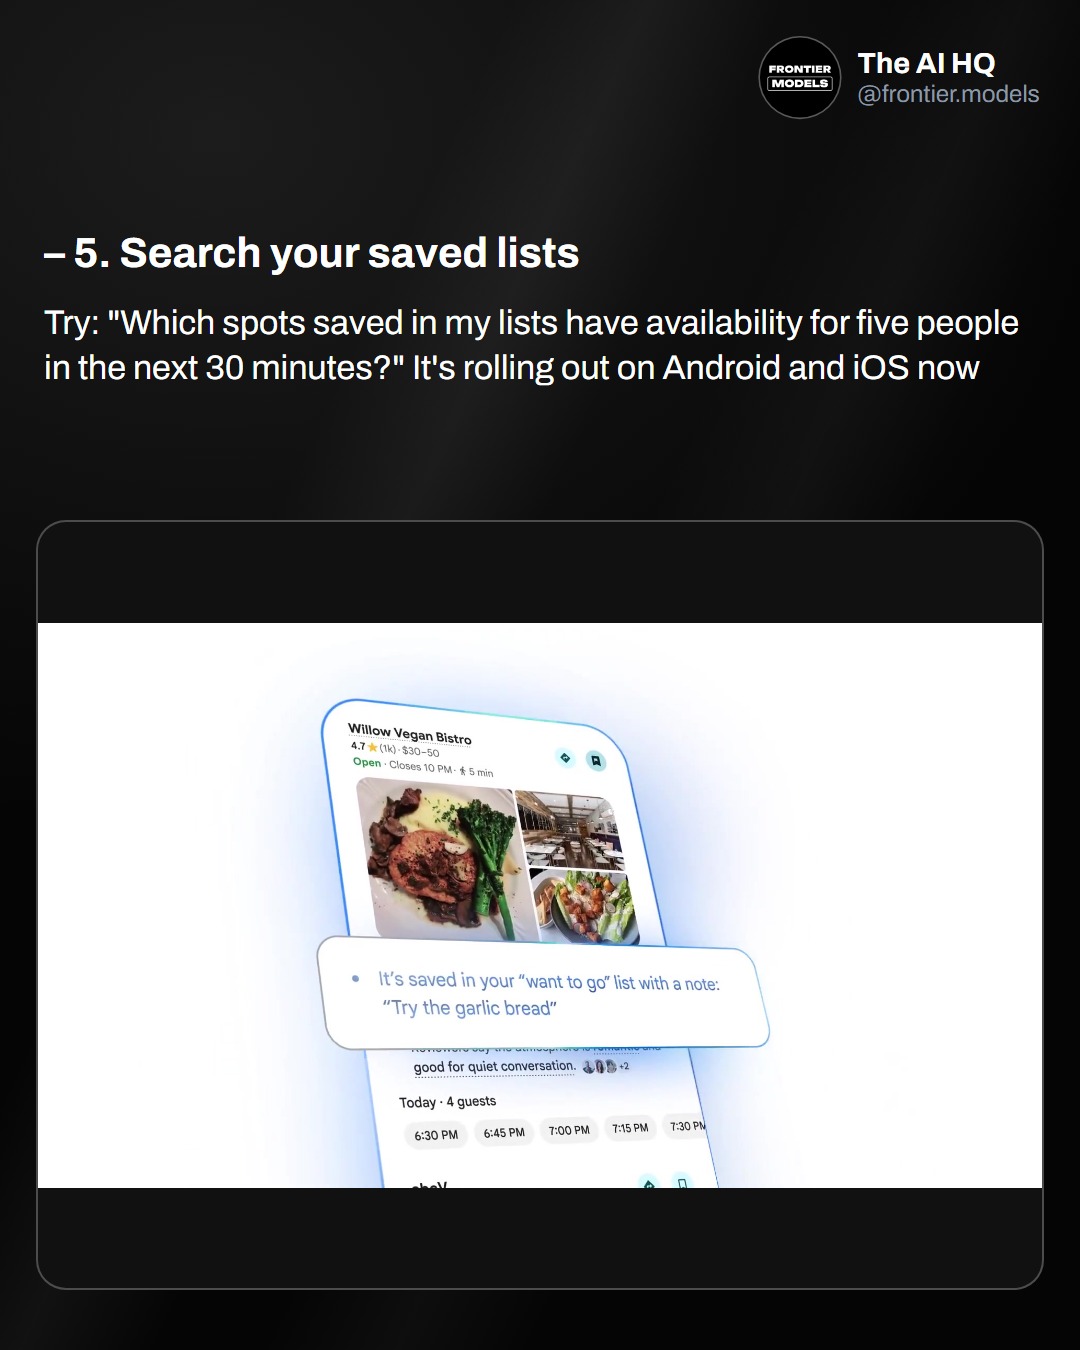 FRONTIER
MODELS
The AI HQ
@frontier.models
– 5. Search your saved lists
Try: "Which spots saved in my lists have availability for five people
in the next 30 minutes?" It's rolling out on Android and iOS now
Willow Vegan Bistro
4.7 (1k) · $30–50
Open · Closes 10 PM · 5 min
• It’s saved in your “want to go” list with a note:
“Try the garlic bread”
good for quiet conversation. +2
Today · 4 guests
6:30 PM 6:45 PM 7:00 PM 7:15 PM 7:30 PM